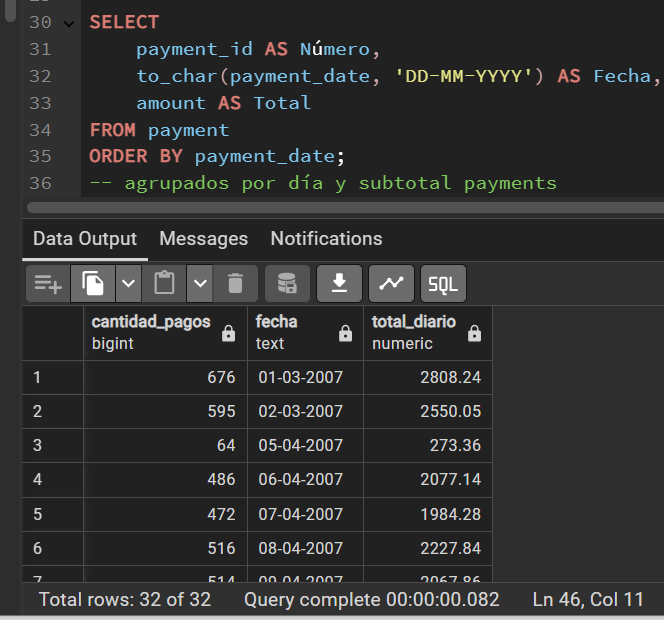 30 SELECT
31 payment_id AS Número,
32 to_char(payment_date, 'DD-MM-YYYY') AS Fecha,
33 amount AS Total
34 FROM payment
35 ORDER BY payment_date;
36 -- agrupados por día y subtotal payments
Data Output Messages Notifications
SQL
cantidad_pagos fecha total_diario
bigint text numeric
1 676 01-03-2007 2808.24
2 595 02-03-2007 2550.05
3 64 05-04-2007 273.36
4 486 06-04-2007 2077.14
5 472 07-04-2007 1984.28
6 516 08-04-2007 2227.84
7 514 09-04-2007 2067.86
Total rows: 32 of 32 Query complete 00:00:00.082 Ln 46, Col 11